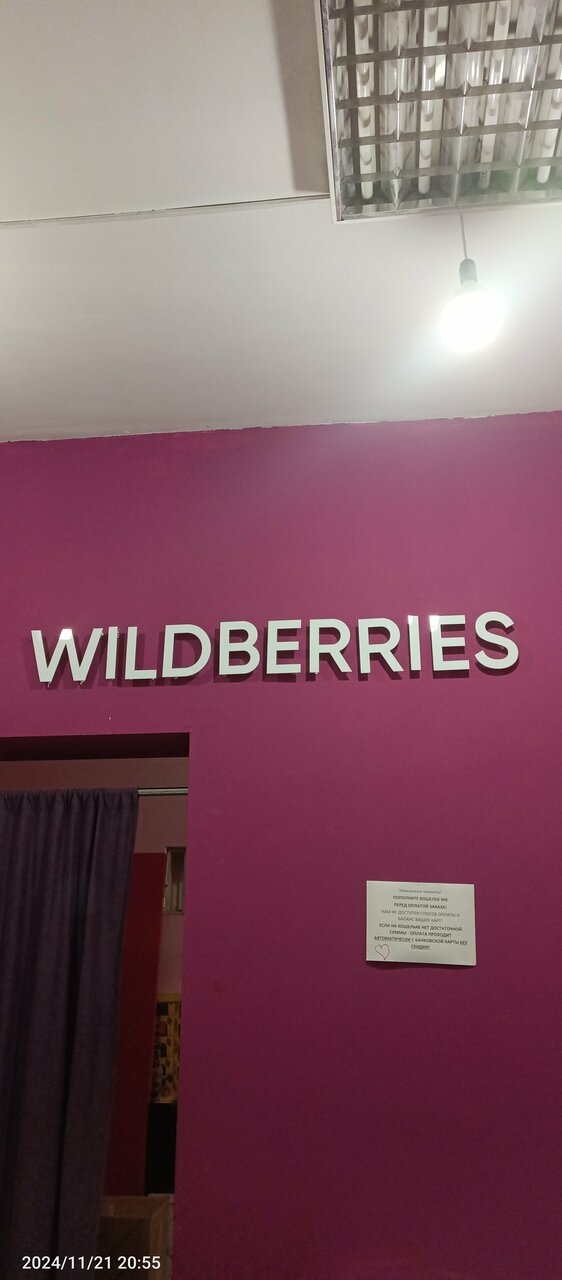 WILDBERRIES
Уважаемые клиенты!
ПОПОЛНИТЕ КОШЕЛЕК WB
ПЕРЕД ОПЛАТОЙ ЗАКАЗА!
НАМ НЕ ДОСТУПЕН СПОСОБ ОПЛАТЫ И
БАЛАНС ВАШИХ КАРТ!
ЕСЛИ НА КОШЕЛЬКЕ НЕТ ДОСТАТОЧНОЙ
СУММЫ - ОПЛАТА ПРОХОДИТ
АВТОМАТИЧЕСКИ С БАНКОВСКОЙ КАРТЫ БЕЗ
СКИДКИ!
2024/11/21 20:55